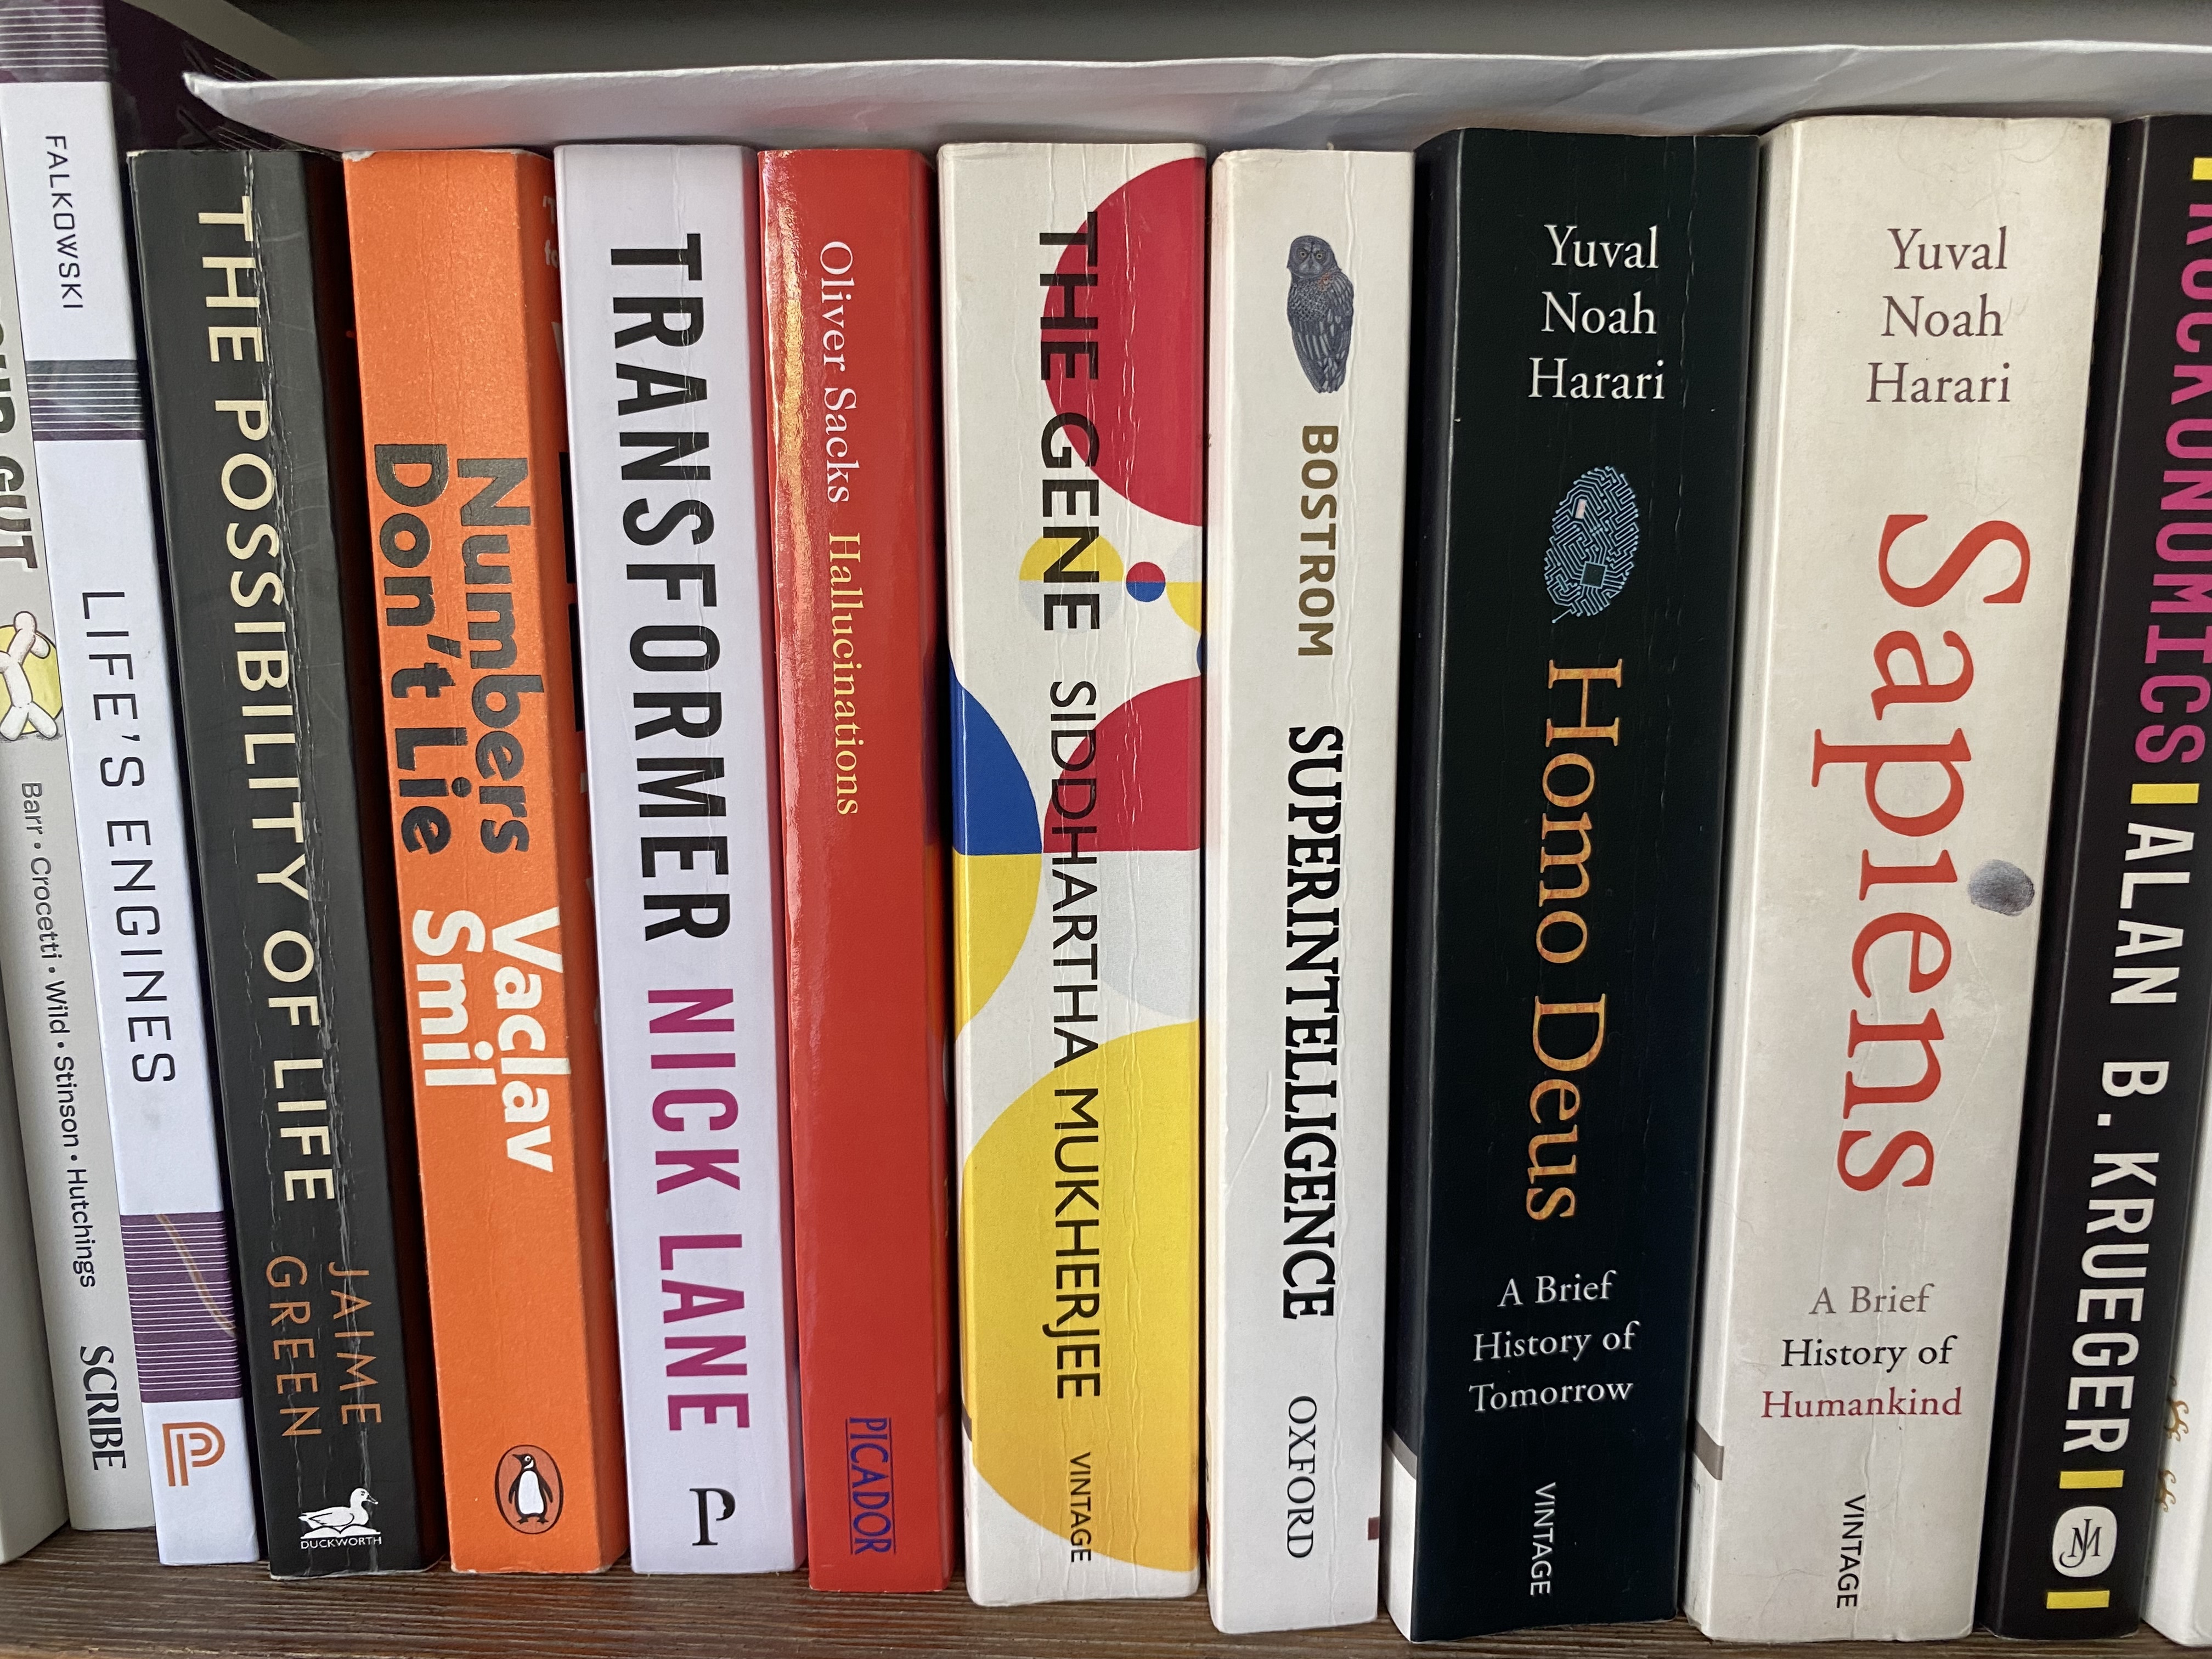 GUT
Barr • Crocetti • Wild • Stinson • Hutchings
SCRIBE
FALKOWSKI
LIFE'S ENGINES
THE POSSIBILITY OF LIFE
JAIME
GREEN
DUCKWORTH
Numbers
Don't Lie
Vaclav
Smil
TRANSFORMER NICK LANE
P
Oliver Sacks Hallucinations
PICADOR
THE GENE SIDDHARTHA MUKHERJEE
VINTAGE
BOSTROM SUPERINTELLIGENCE
OXFORD
Yuval
Noah
Harari
Homo Deus
A Brief
History of
Tomorrow
VINTAGE
Yuval
Noah
Harari
Sapiens
A Brief
History of
Humankind
VINTAGE
ROCKONOMICS ALAN B. KRUEGER
JM